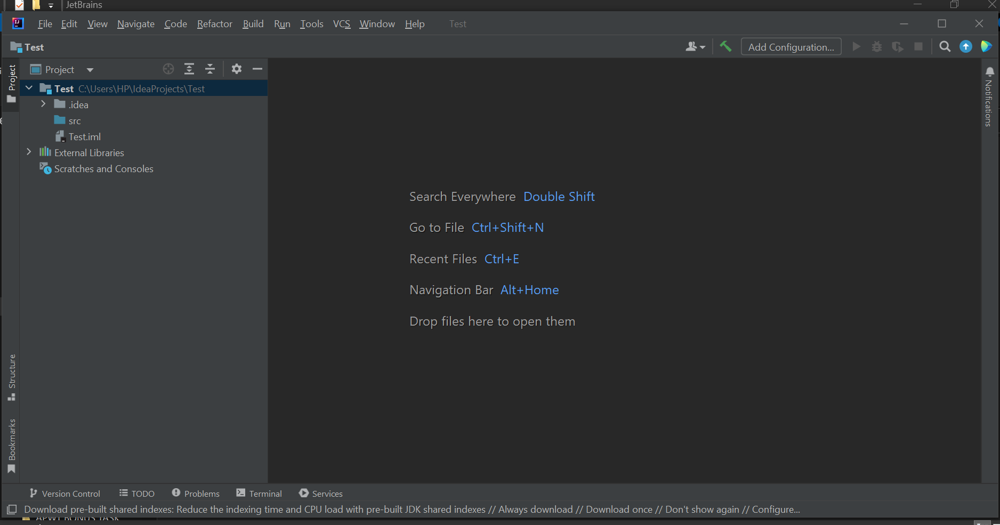 JetBrains
File Edit View Navigate Code Refactor Build Run Tools VCS Window Help Test
Test
Add Configuration...
Project
Project
Test C:\Users\HP\IdeaProjects\Test
.idea
src
Test.iml
External Libraries
Scratches and Consoles
Search Everywhere Double Shift
Go to File Ctrl+Shift+N
Recent Files Ctrl+E
Navigation Bar Alt+Home
Drop files here to open them
Notifications
Structure
Bookmarks
Version Control TODO Problems Terminal Services
Download pre-built shared indexes: Reduce the indexing time and CPU load with pre-built JDK shared indexes // Always download // Download once // Don't show again // Configure...
BONUS TASK